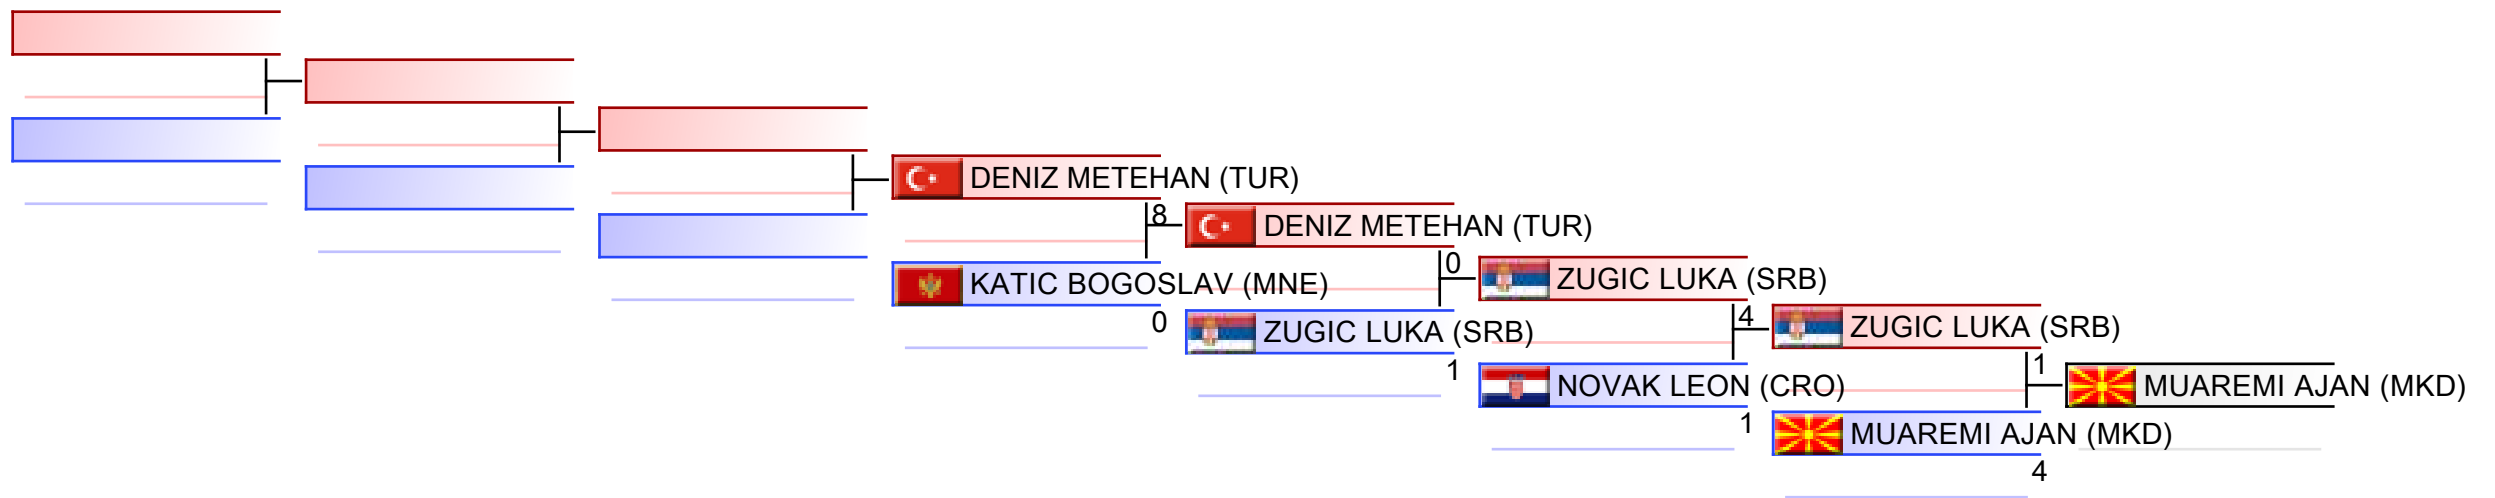 DENIZ METEHAN (TUR)
8
DENIZ METEHAN (TUR)
KATIC BOGOSLAV (MNE)
0
0
ZUGIC LUKA (SRB)
ZUGIC LUKA (SRB)
1
4
ZUGIC LUKA (SRB)
NOVAK LEON (CRO)
1
1
MUAREMI AJAN (MKD)
MUAREMI AJAN (MKD)
4